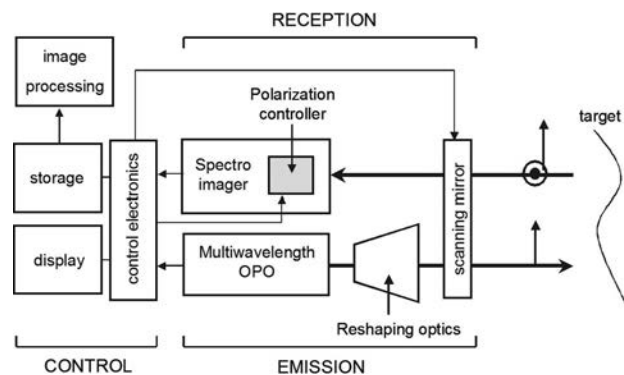 RECEPTION
image
processing
Polarization
controller
target
storage
control electronics
Spectro
imager
scanning mirror
display
Multiwavelength
OPO
Reshaping optics
CONTROL
EMISSION